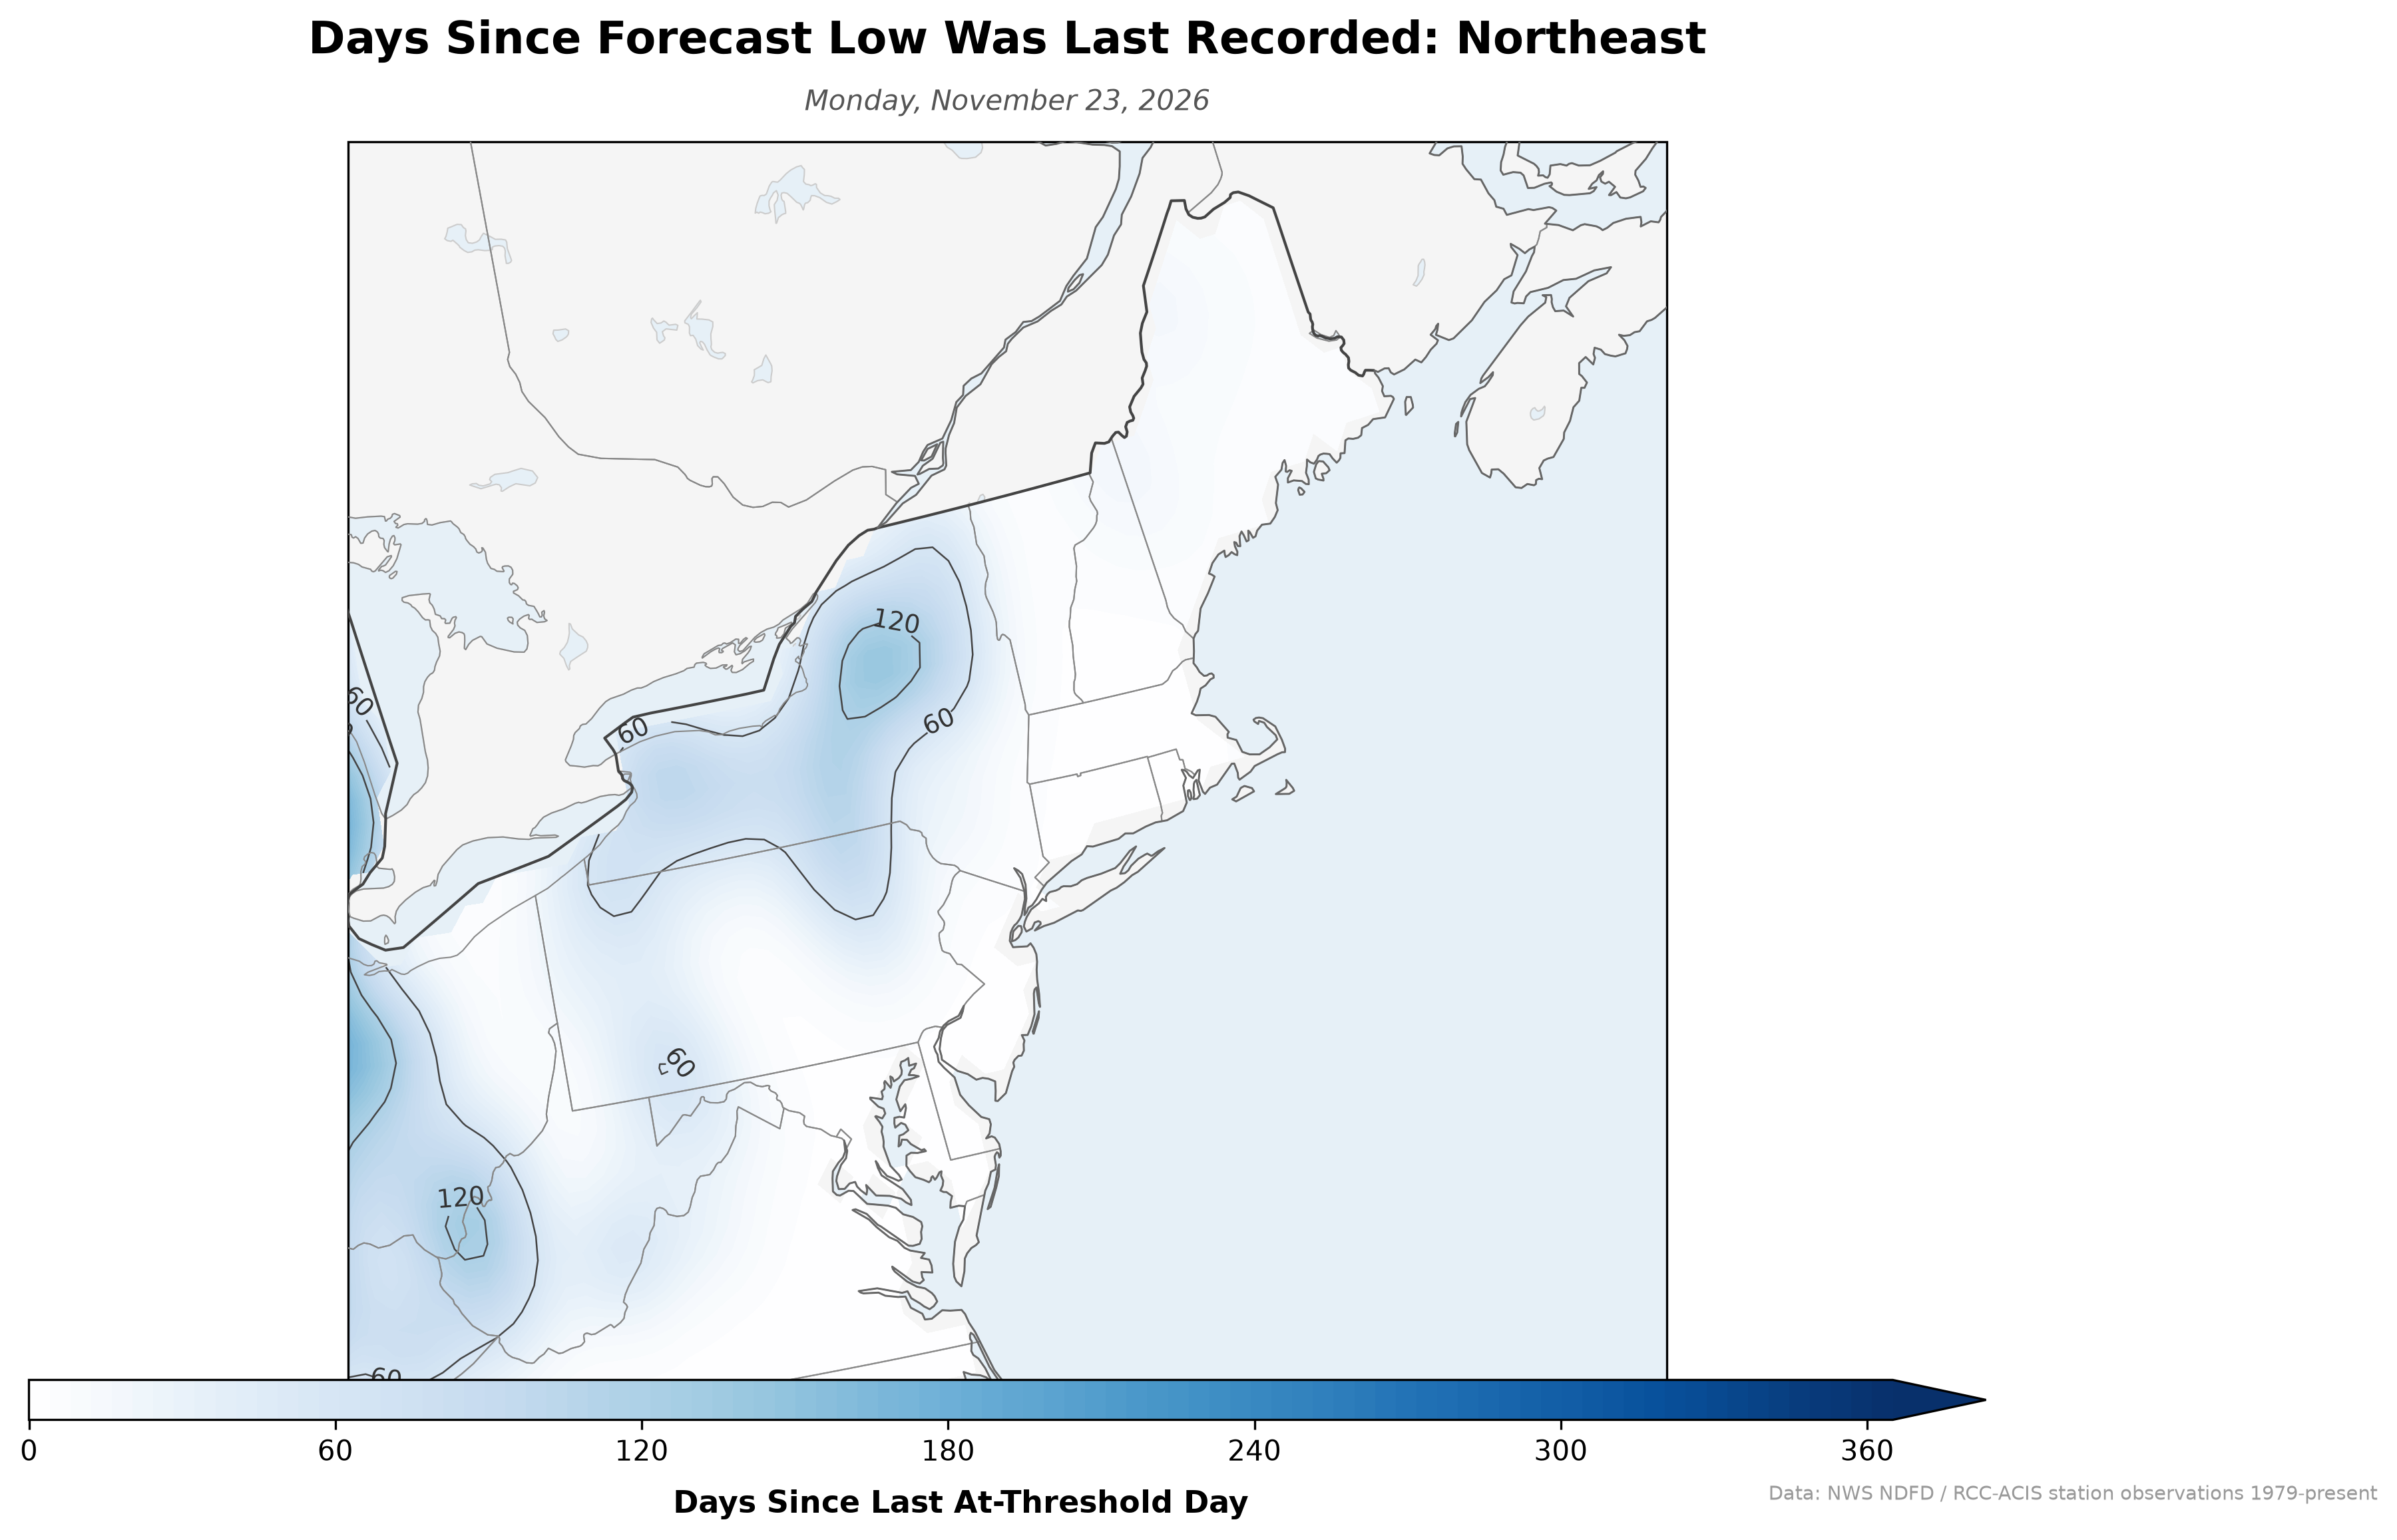 Days Since Forecast Low Was Last Recorded: Northeast
Monday, November 23, 2026
120
60
60
60
60
120
60
0 60 120 180 240 300 360
Days Since Last At-Threshold Day
Data: NWS NDFD / RCC-ACIS station observations 1979-present